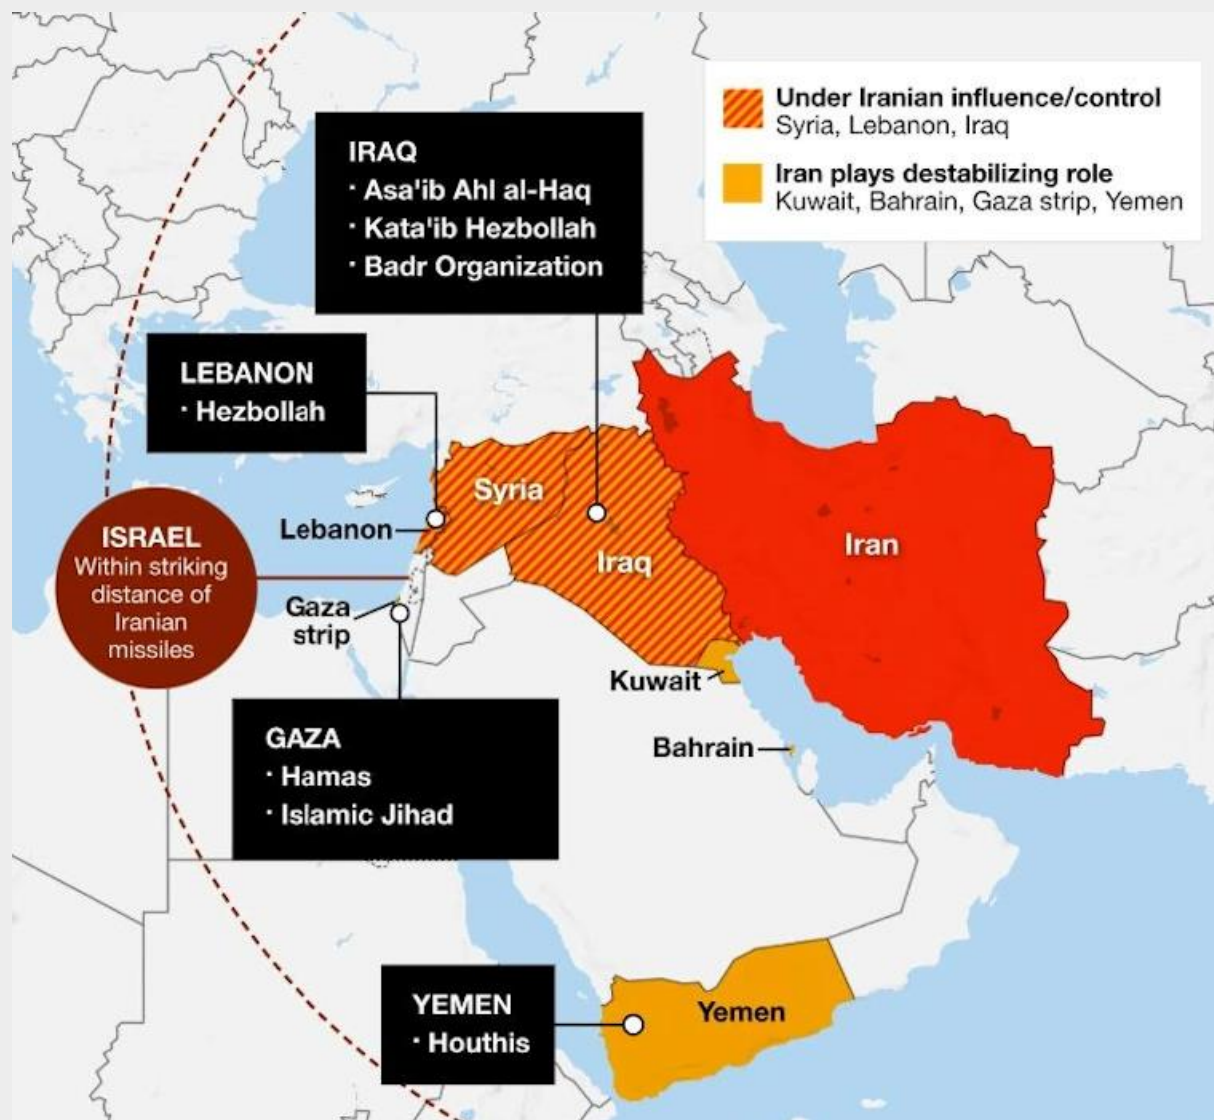 Under Iranian influence/control
Syria, Lebanon, Iraq
Iran plays destabilizing role
Kuwait, Bahrain, Gaza strip, Yemen
IRAQ
· Asa'ib Ahl al-Haq
· Kata'ib Hezbollah
· Badr Organization
LEBANON
· Hezbollah
Syria
Lebanon
Iraq
Iran
ISRAEL
Within striking
distance of
Iranian
missiles
Gaza
strip
Kuwait
Bahrain
GAZA
· Hamas
· Islamic Jihad
YEMEN
· Houthis
Yemen